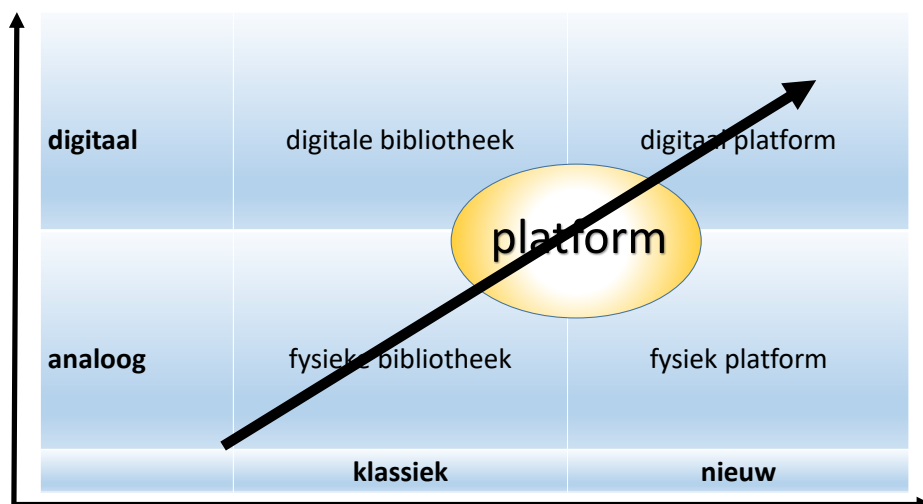 digitaal
digitale bibliotheek
digitaal platform
platform
analoog
fysieke bibliotheek
fysiek platform
klassiek
nieuw